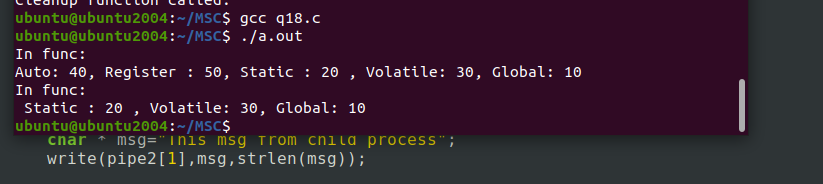 Cleanup function Called.
ubuntu@ubuntu2004:~/MSC$ gcc q18.c
ubuntu@ubuntu2004:~/MSC$ ./a.out
In func:
Auto: 40, Register : 50, Static : 20 , Volatile: 30, Global: 10
In func:
 Static : 20 , Volatile: 30, Global: 10
ubuntu@ubuntu2004:~/MSC$
char * msg="This msg from child process";
write(pipe2[1],msg,strlen(msg));